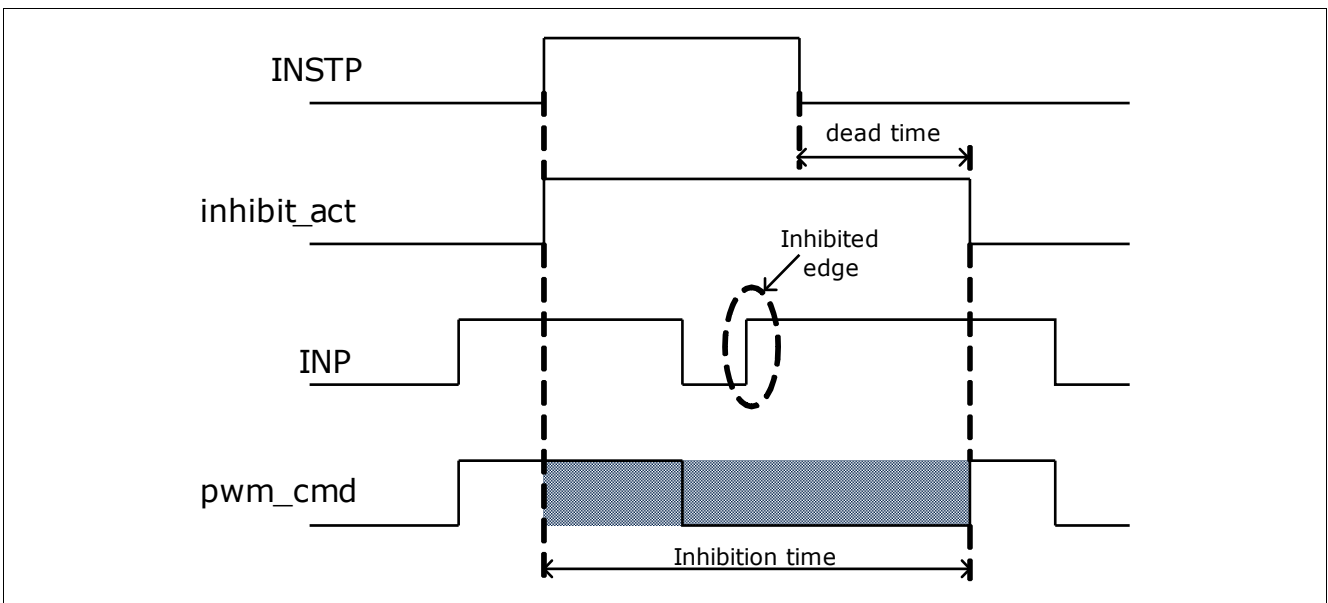 INSTP
dead time
inhibit_act
Inhibited
edge
INP
pwm_cmd
Inhibition time